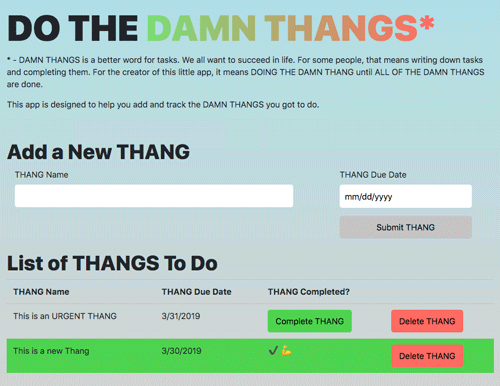 DO THE DAMN THANGS*
* - DAMN THANGS is a better word for tasks. We all want to succeed in life. For some people, that means writing down tasks
and completing them. For the creator of this little app, it means DOING THE DAMN THANG until ALL OF THE DAMN THANGS
are done.
This app is designed to help you add and track the DAMN THANGS you got to do.
Add a New THANG
THANG Name THANG Due Date
mm/dd/yyyy
Submit THANG
List of THANGS To Do
THANG Name THANG Due Date THANG Completed?
This is an URGENT THANG 3/31/2019 Complete THANG Delete THANG
This is a new Thang 3/30/2019 ✔💪 Delete THANG